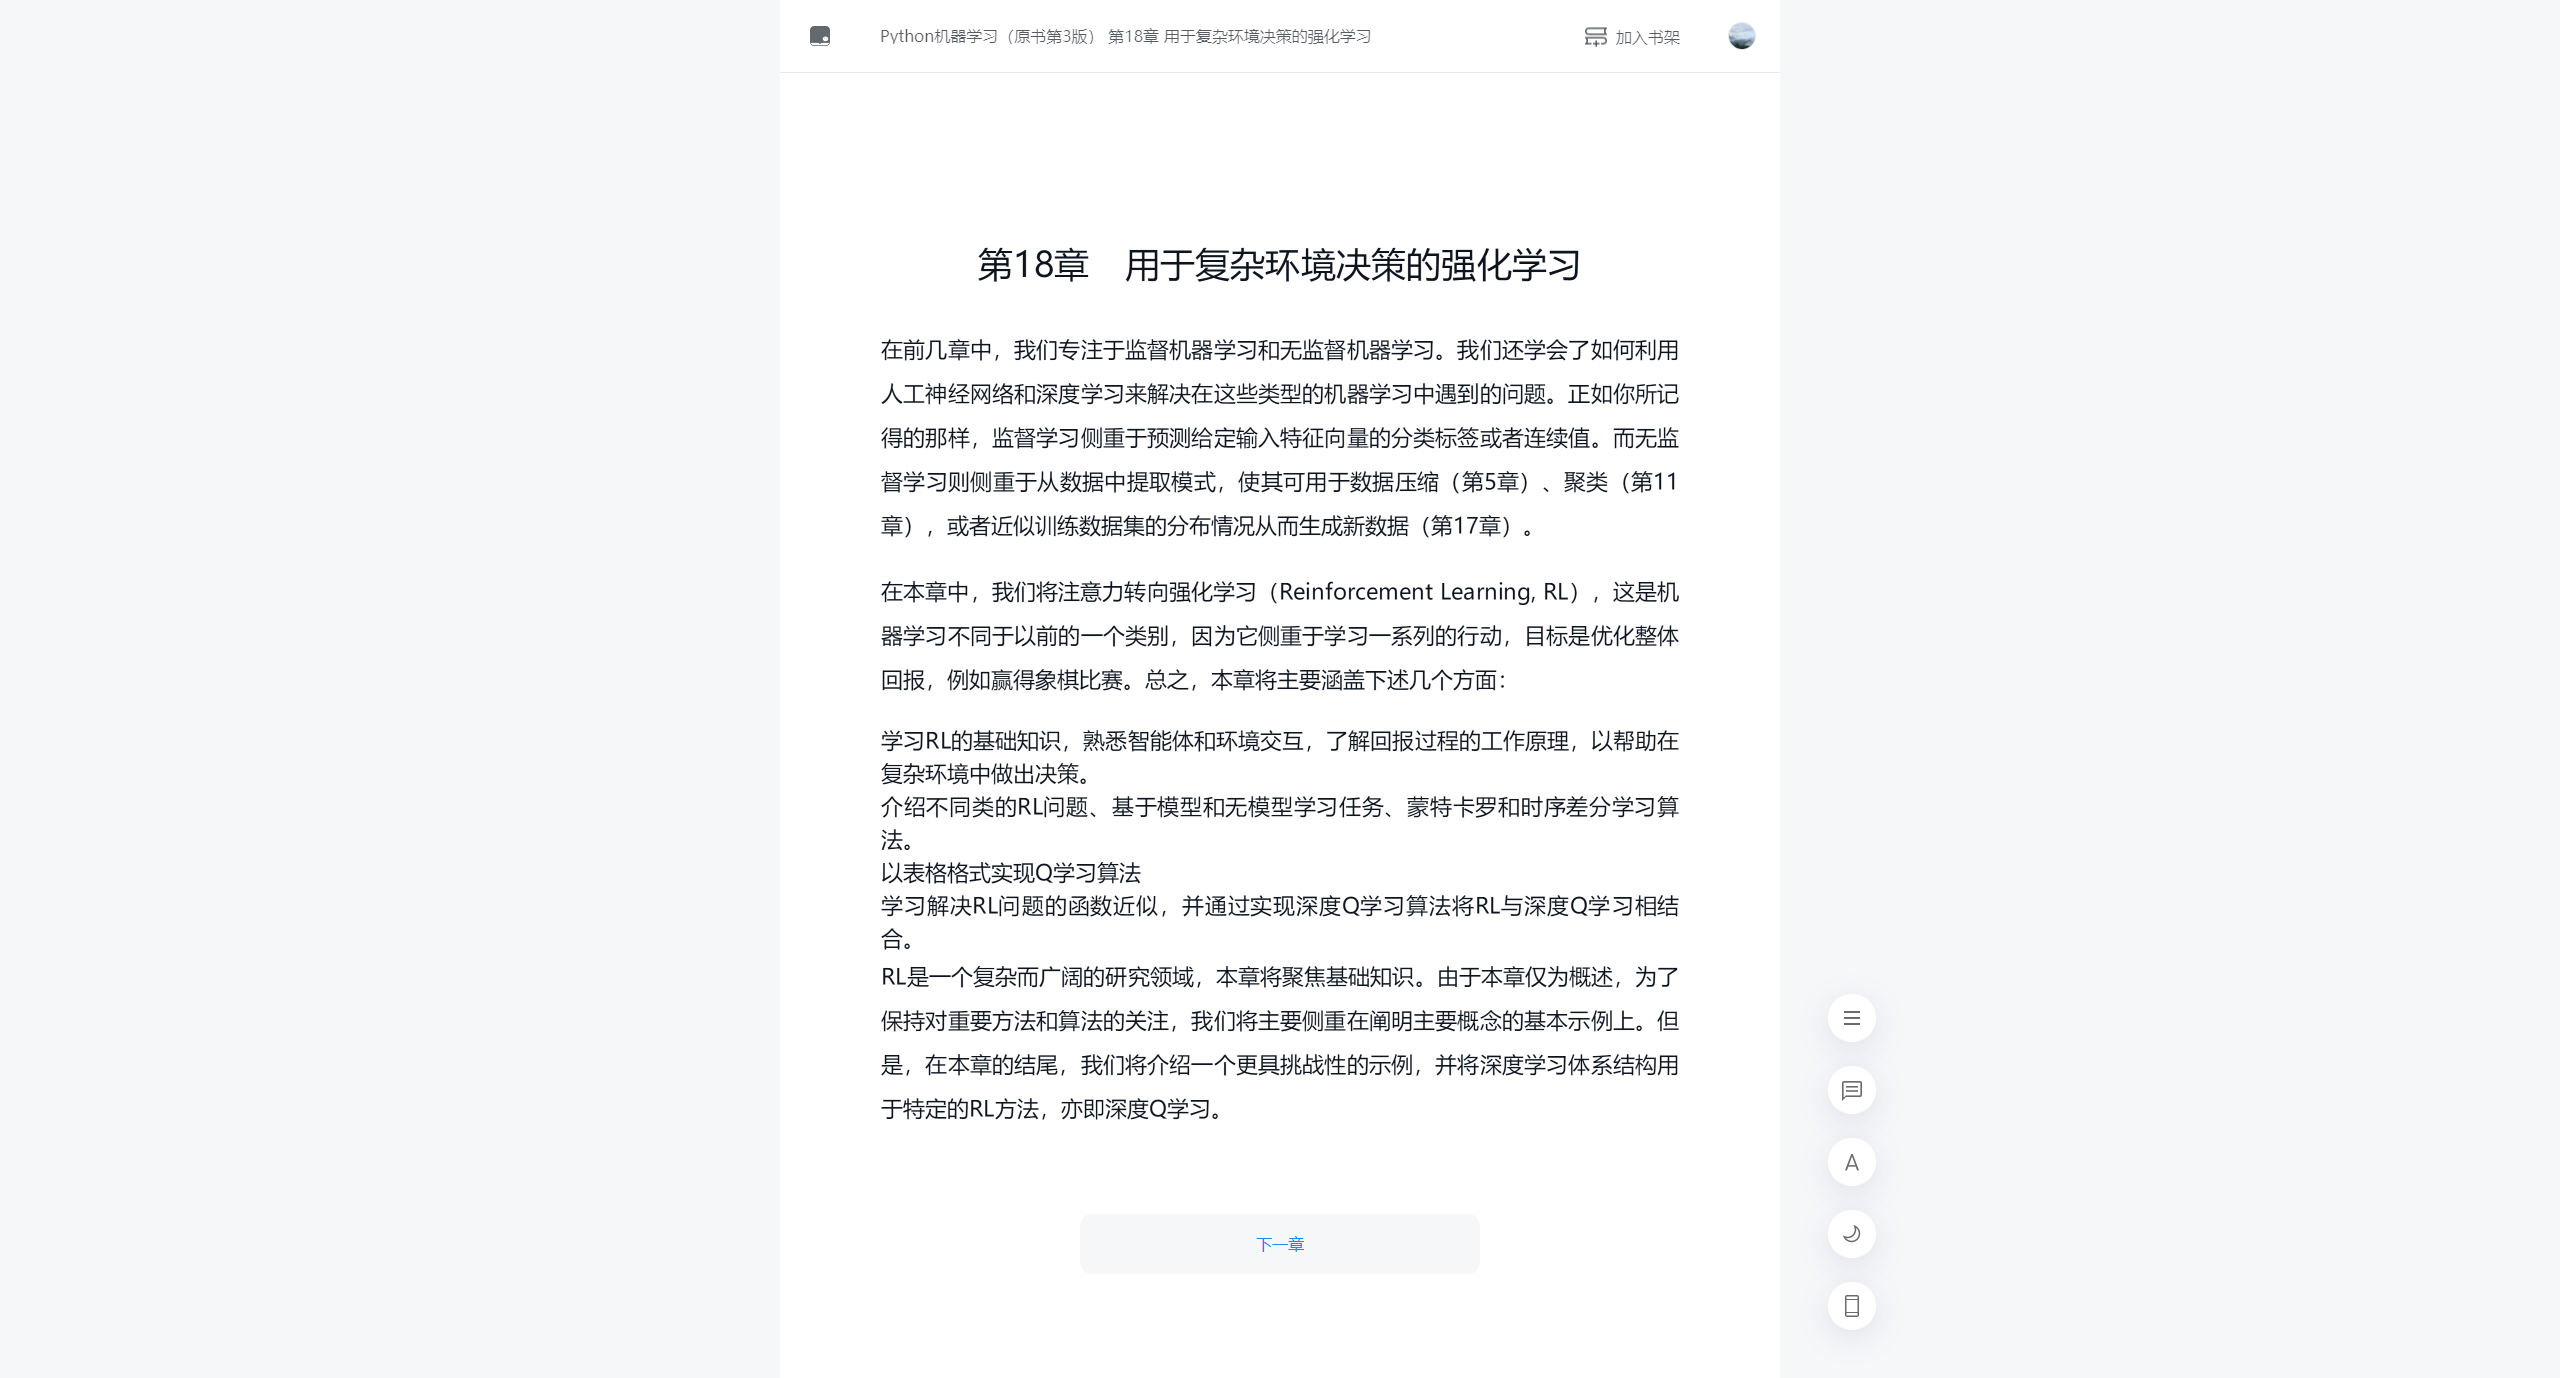 Python机器学习（原书第3版） 第18章 用于复杂环境决策的强化学习
加入书架
第18章　用于复杂环境决策的强化学习
在前几章中，我们专注于监督机器学习和无监督机器学习。我们还学会了如何利用
人工神经网络和深度学习来解决在这些类型的机器学习中遇到的问题。正如你所记
得的那样，监督学习侧重于预测给定输入特征向量的分类标签或者连续值。而无监
督学习则侧重于从数据中提取模式，使其可用于数据压缩（第5章）、聚类（第11
章），或者近似训练数据集的分布情况从而生成新数据（第17章）。
在本章中，我们将注意力转向强化学习（Reinforcement Learning, RL），这是机
器学习不同于以前的一个类别，因为它侧重于学习一系列的行动，目标是优化整体
回报，例如赢得象棋比赛。总之，本章将主要涵盖下述几个方面：
学习RL的基础知识，熟悉智能体和环境交互，了解回报过程的工作原理，以帮助在
复杂环境中做出决策。
介绍不同类的RL问题、基于模型和无模型学习任务、蒙特卡罗和时序差分学习算
法。
以表格格式实现Q学习算法
学习解决RL问题的函数近似，并通过实现深度Q学习算法将RL与深度Q学习相结
合。
RL是一个复杂而广阔的研究领域，本章将聚焦基础知识。由于本章仅为概述，为了
保持对重要方法和算法的关注，我们将主要侧重在阐明主要概念的基本示例上。但
是，在本章的结尾，我们将介绍一个更具挑战性的示例，并将深度学习体系结构用
于特定的RL方法，亦即深度Q学习。
下一章
A